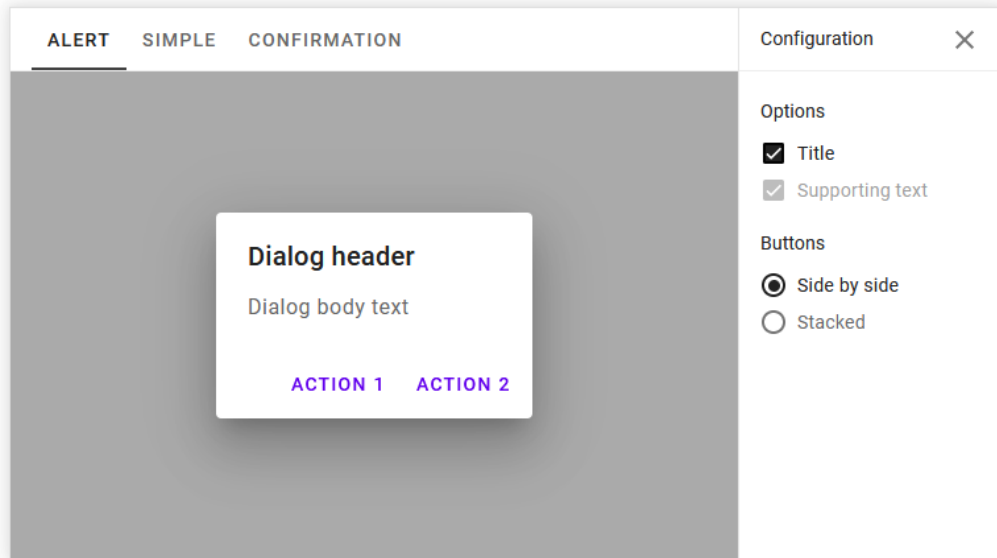 ALERT SIMPLE CONFIRMATION
Dialog header
Dialog body text
ACTION 1 ACTION 2
Configuration
Options
Title
Supporting text
Buttons
Side by side
Stacked